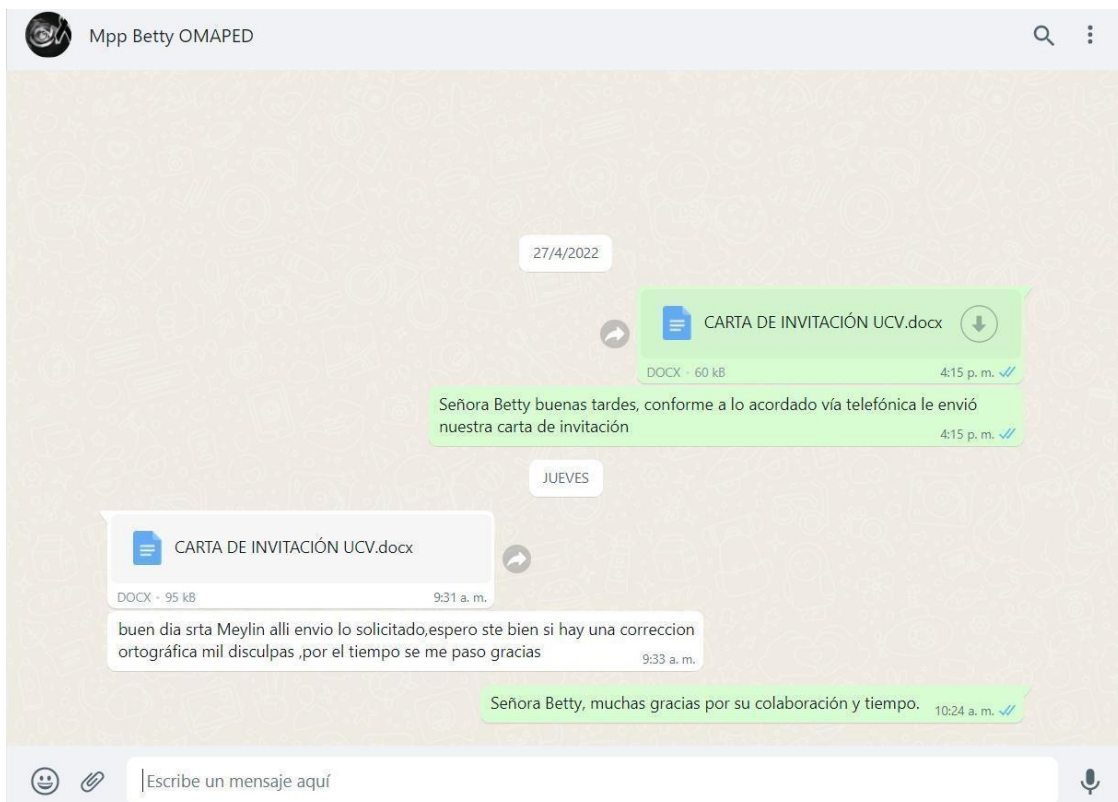 Mpp Betty OMAPED
27/4/2022
CARTA DE INVITACIÓN UCV.docx
DOCX · 60 kB
4:15 p. m.
Señora Betty buenas tardes, conforme a lo acordado vía telefónica le envió
nuestra carta de invitación
4:15 p. m.
JUEVES
CARTA DE INVITACIÓN UCV.docx
DOCX · 95 kB
9:31 a. m.
buen dia srta Meylin alli envio lo solicitado,espero ste bien si hay una correccion
ortográfica mil disculpas ,por el tiempo se me paso gracias
9:33 a. m.
Señora Betty, muchas gracias por su colaboración y tiempo.
10:24 a. m.
Escribe un mensaje aquí